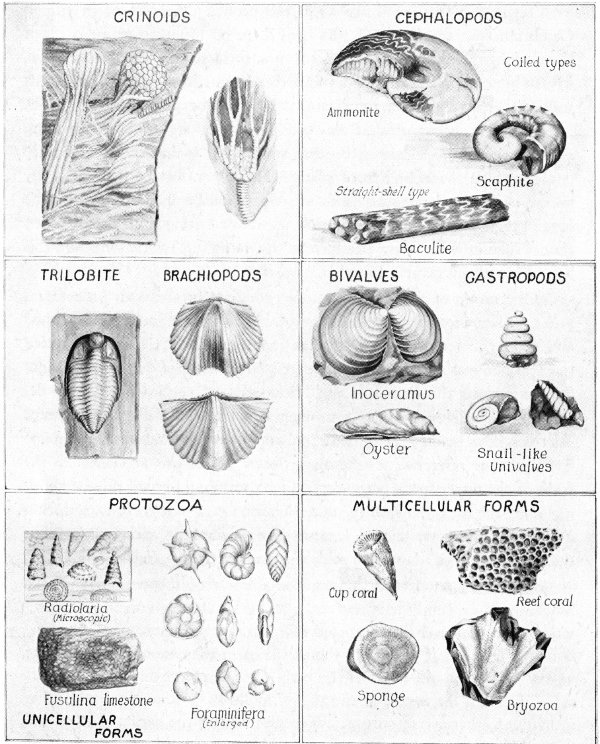 CRINOIDS
CEPHALOPODS
Coiled types
Ammonite
Scaphite
Straight-shell type
Baculite
TRILOBITE
BRACHIOPODS
BIVALVES
GASTROPODS
Inoceramus
Oyster
Snail-like
Univalves
PROTOZOA
Radiolaria
(Microscopic)
Fusulina limestone
Foraminifera
(Enlarged)
UNICELLULAR
FORMS
MULTICELLULAR FORMS
Cup coral
Reef coral
Sponge
Bryozoa